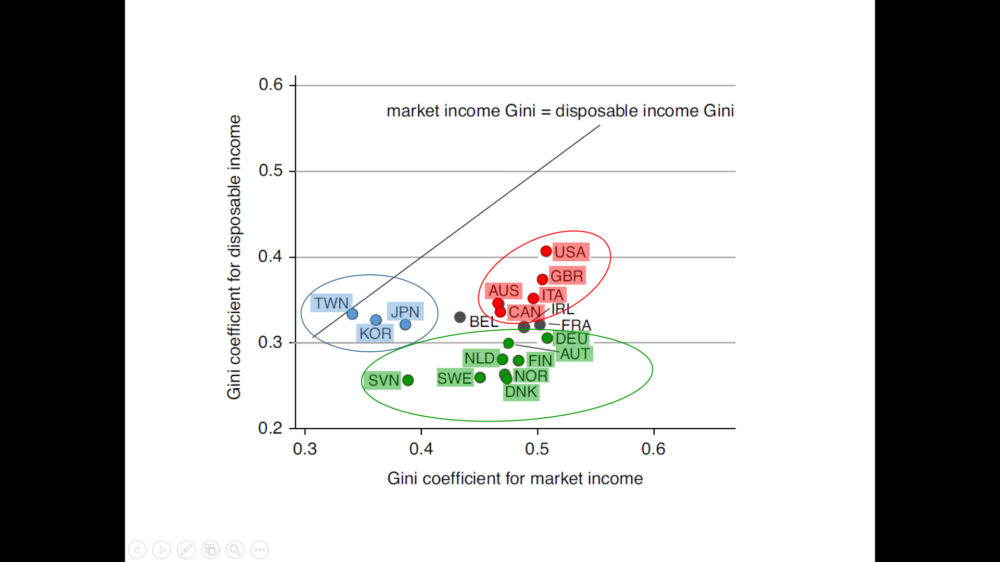 0.6
market income Gini = disposable income Gini
0.5
Gini coefficient for disposable income
USA
0.4
GBR
AUS
ITA
TWN
JPN
CAN
IRL
BEL
FRA
KOR
DEU
0.3
AUT
NLD
FIN
SVN
SWE
NOR
DNK
0.2
0.3 0.4 0.5 0.6
Gini coefficient for market income